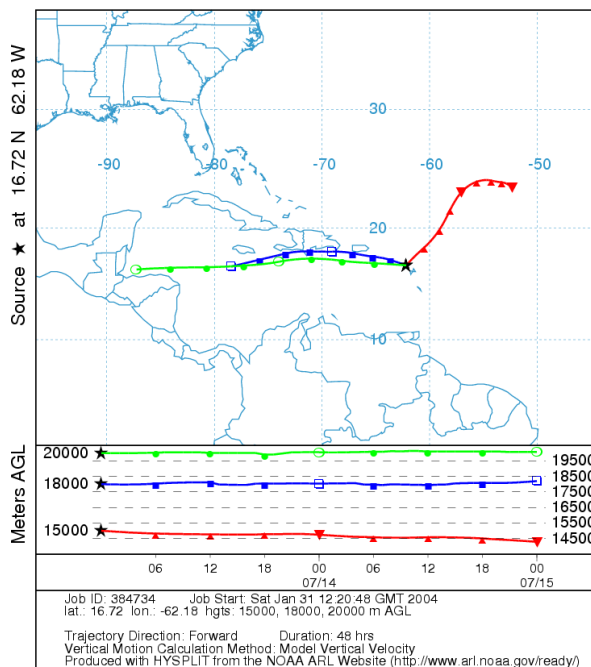 Source ★ at 16.72 N 62.18 W
30
-90 -80 -70 -60 -50
20
10
Meters AGL
20000
18000
15000
19500
18500
17500
16500
15500
14500
06 12 18 00 06 12 18 00
07/14 07/15
Job ID: 384734 Job Start: Sat Jan 31 12:20:48 GMT 2004
lat.: 16.72 lon.: -62.18 hgts: 15000, 18000, 20000 m AGL
Trajectory Direction: Forward Duration: 48 hrs
Vertical Motion Calculation Method: Model Vertical Velocity
Produced with HYSPLIT from the NOAA ARL Website (http://www.arl.noaa.gov/ready/)